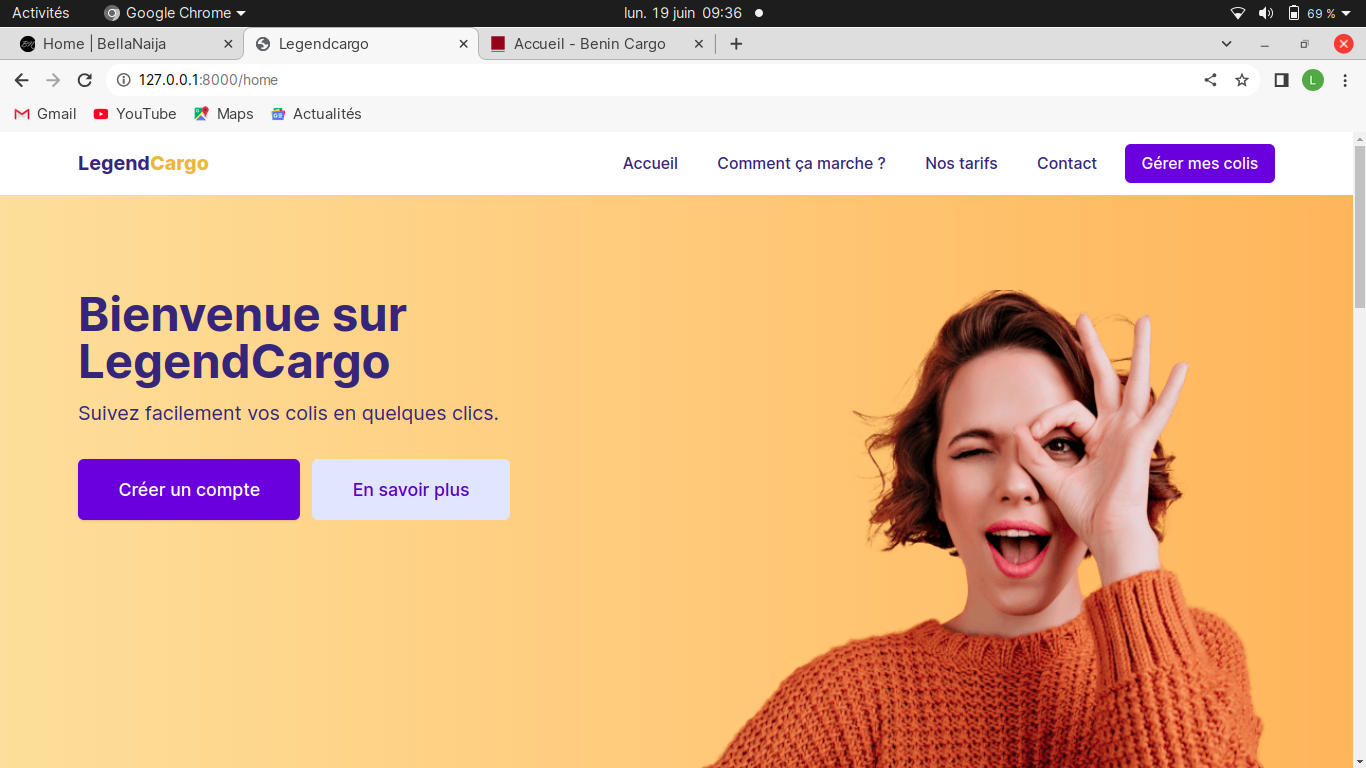 Activités Google Chrome lun. 19 juin 09:36 69 %
Home | BellaNaija Legendcargo Accueil - Benin Cargo
127.0.0.1:8000/home L
Gmail YouTube Maps Actualités
LegendCargo Accueil Comment ça marche ? Nos tarifs Contact Gérer mes colis
Bienvenue sur
LegendCargo
Suivez facilement vos colis en quelques clics.
Créer un compte En savoir plus